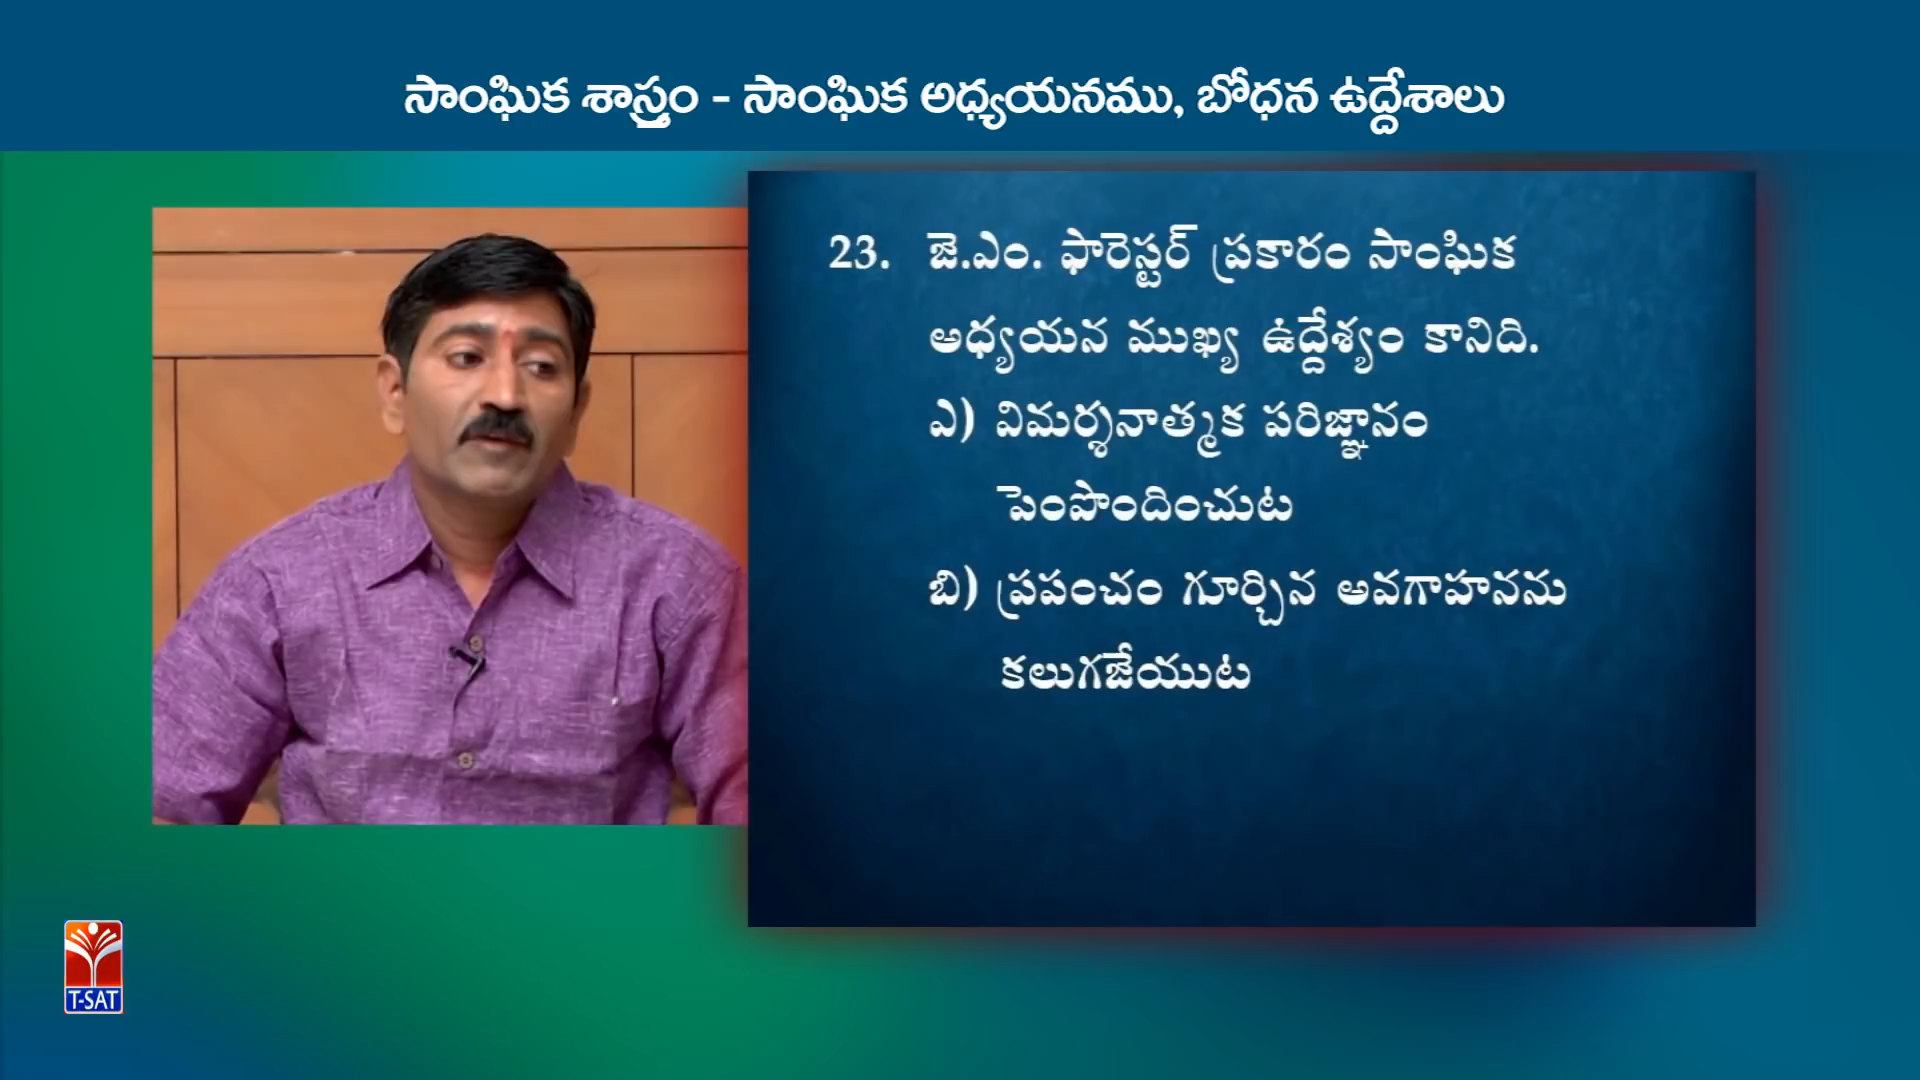 సాంఘిక శాస్త్రం - సాంఘిక అధ్యయనము, బోధన ఉద్దేశాలు
23. జె.ఎం. ఫారెస్టర్ ప్రకారం సాంఘిక
అధ్యయన ముఖ్య ఉద్దేశ్యం కానిది.
ఎ) విమర్శనాత్మక పరిజ్ఞానం
పెంపొందించుట
బి) ప్రపంచం గూర్చిన అవగాహనను
కలుగజేయుట
T-SAT